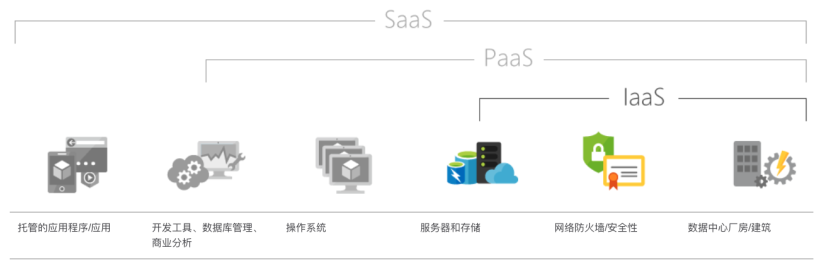 SaaS
PaaS
IaaS
托管的应用程序/应用
开发工具、数据库管理、
商业分析
操作系统
服务器和存储
网络防火墙/安全性
数据中心厂房/建筑